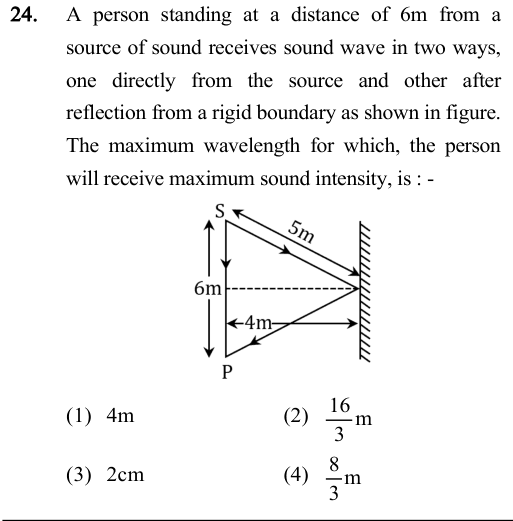 24. A person standing at a distance of 6m from a
source of sound receives sound wave in two ways,
one directly from the source and other after
reflection from a rigid boundary as shown in figure.
The maximum wavelength for which, the person
will receive maximum sound intensity, is : -
S
5m
6m
4m
P
(1) 4m (2) 16/3 m
(3) 2cm (4) 8/3 m